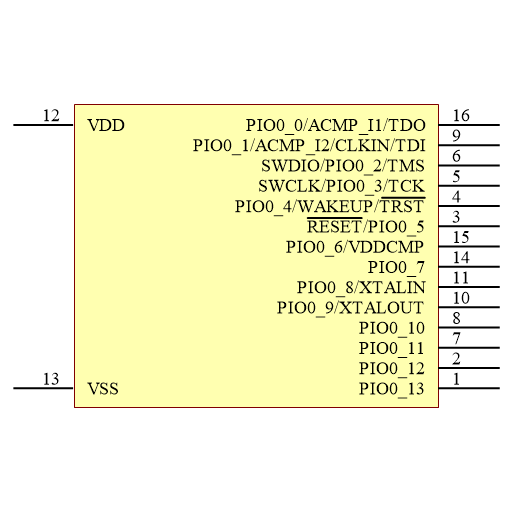 12 VDD PIO0_0/ACMP_I1/TDO 16
PIO0_1/ACMP_I2/CLKIN/TDI 9
SWDIO/PIO0_2/TMS 6
SWCLK/PIO0_3/TCK 5
PIO0_4/WAKEUP/TRST 4
RESET/PIO0_5 3
PIO0_6/VDDCMP 15
PIO0_7 14
PIO0_8/XTALIN 11
PIO0_9/XTALOUT 10
PIO0_10 8
PIO0_11 7
PIO0_12 2
13 VSS PIO0_13 1